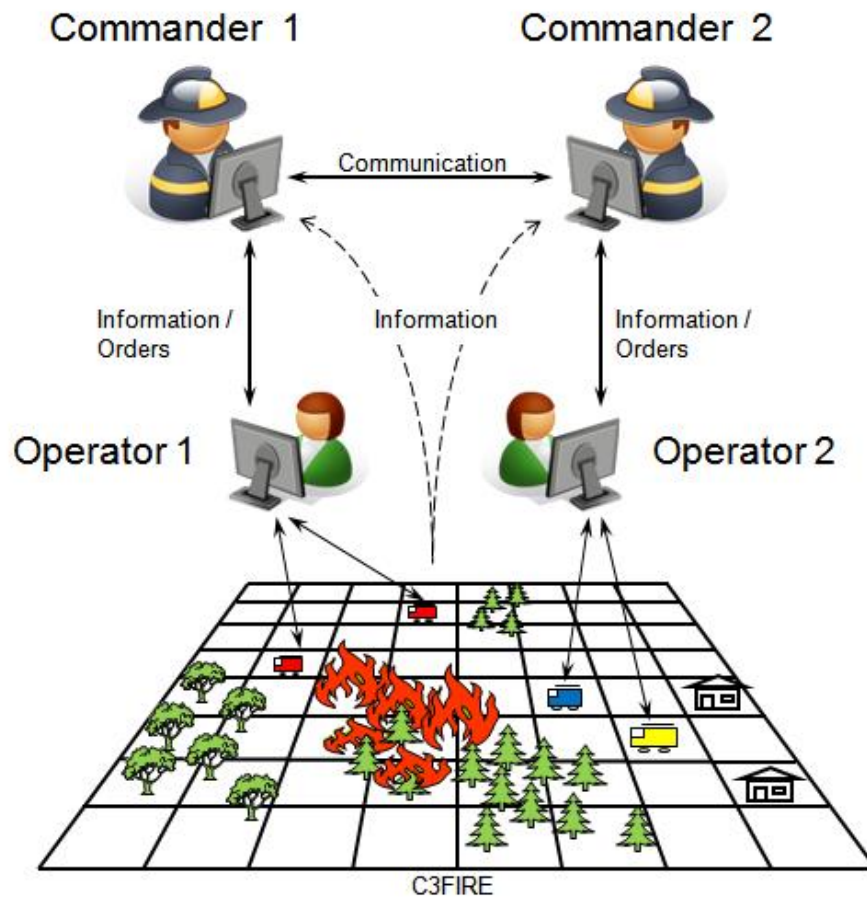 Commander 1
Commander 2
Communication
Information /
Orders
Information
Information /
Orders
Operator 1
Operator 2
C3FIRE